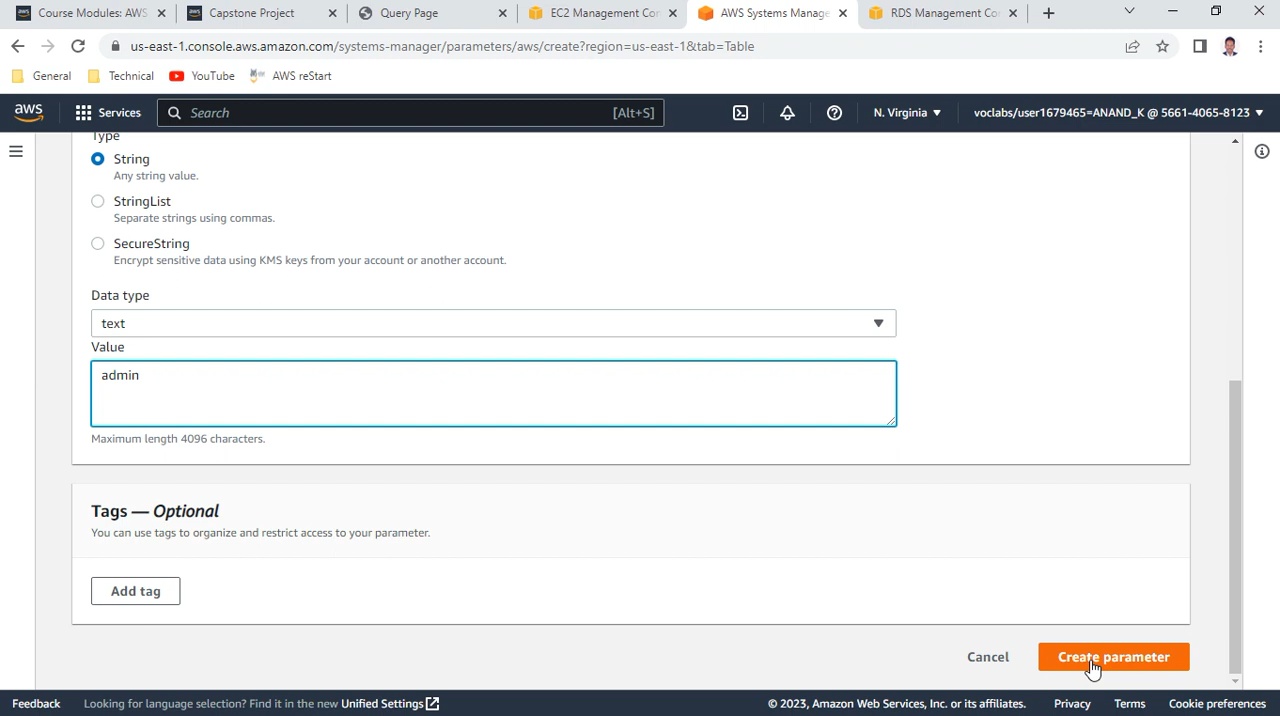 Course Modules: AWS
Capstone Project
Query Page
EC2 Management Con
AWS Systems Manage
RDS Management Con
us-east-1.console.aws.amazon.com/systems-manager/parameters/aws/create?region=us-east-1&tab=Table
General
Technical
YouTube
AWS reStart
aws
Services
Search
[Alt+S]
N. Virginia
voclabs/user1679465=ANAND_K @ 5661-4065-8123
Type
String
Any string value.
StringList
Separate strings using commas.
SecureString
Encrypt sensitive data using KMS keys from your account or another account.
Data type
text
Value
admin
Maximum length 4096 characters.
Tags — Optional
You can use tags to organize and restrict access to your parameter.
Add tag
Cancel
Create parameter
Feedback
Looking for language selection? Find it in the new Unified Settings
© 2023, Amazon Web Services, Inc. or its affiliates.
Privacy
Terms
Cookie preferences